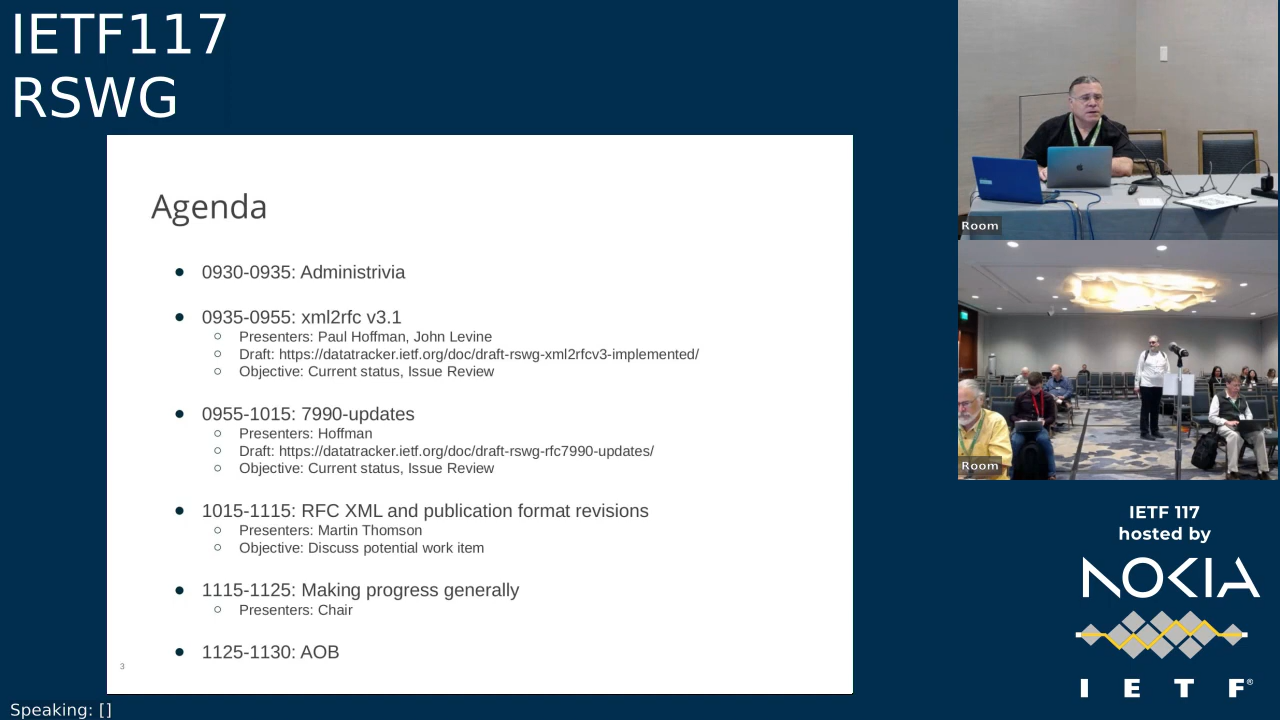 IETF117
RSWG
Agenda
● 0930-0935: Administrivia
● 0935-0955: xml2rfc v3.1
○ Presenters: Paul Hoffman, John Levine
○ Draft: https://datatracker.ietf.org/doc/draft-rswg-xml2rfcv3-implemented/
○ Objective: Current status, Issue Review
● 0955-1015: 7990-updates
○ Presenters: Hoffman
○ Draft: https://datatracker.ietf.org/doc/draft-rswg-rfc7990-updates/
○ Objective: Current status, Issue Review
● 1015-1115: RFC XML and publication format revisions
○ Presenters: Martin Thomson
○ Objective: Discuss potential work item
● 1115-1125: Making progress generally
○ Presenters: Chair
● 1125-1130: AOB
3
Speaking: []
Room
Room
IETF 117
hosted by
NOKIA
IETF®